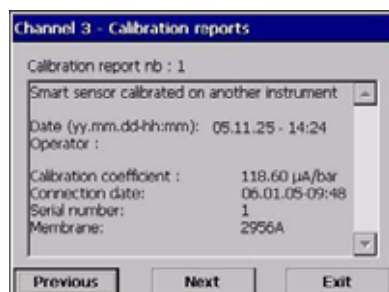 Channel 3 - Calibration reports
Calibration report nb : 1
Smart sensor calibrated on another instrument
Date (yy.mm.dd-hh:mm): 05.11.25 - 14:24
Operator :
Calibration coefficient : 118.60 µA/bar
Connection date: 06.01.05-09:48
Serial number: 1
Membrane: 2956A
Previous Next Exit